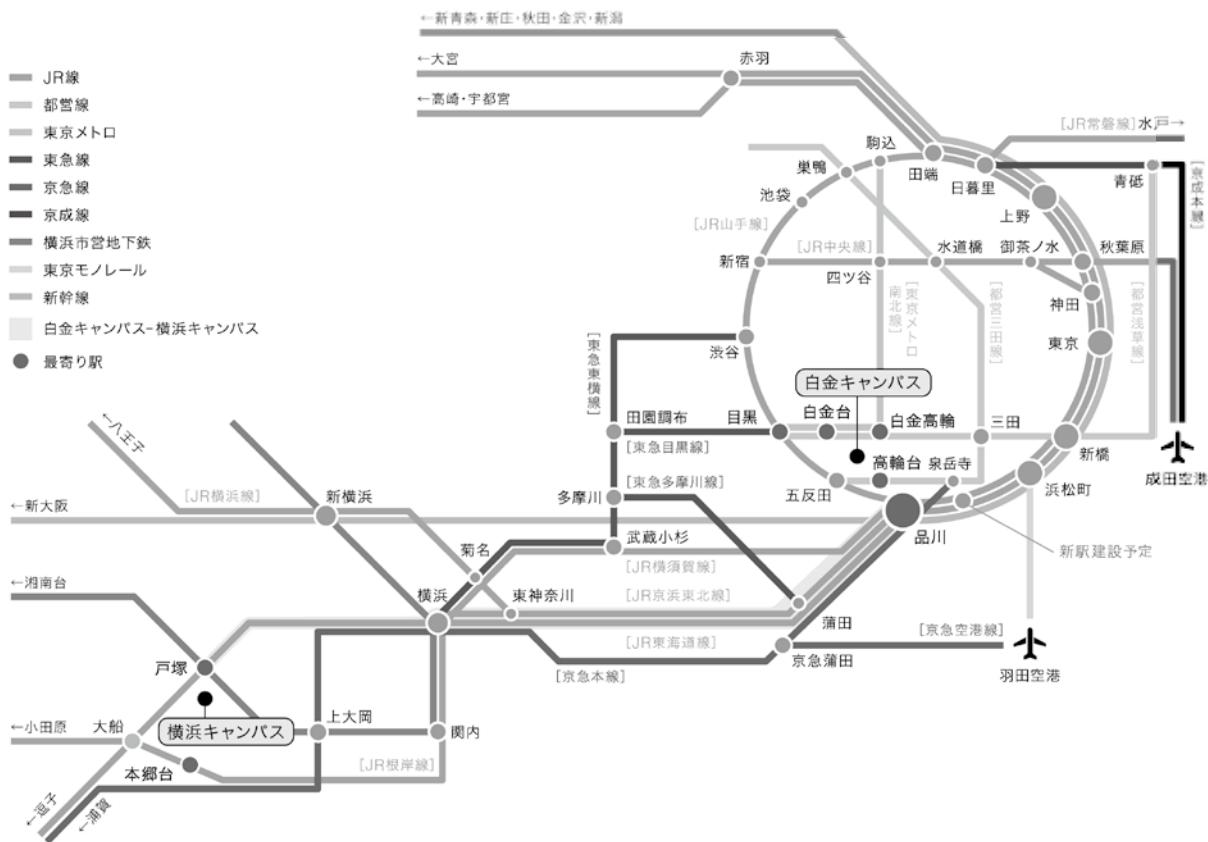 ←新青森・新庄・秋田・金沢・新潟
←大宮
赤羽
←高崎・宇都宮
JR線
都営線
東京メトロ
東急線
京急線
京成線
横浜市営地下鉄
東京モノレール
新幹線
白金キャンパス-横浜キャンパス
最寄り駅
[JR常磐線] 水戸→
駒込
田端
日暮里
青砥
[京成本線]
巣鴨
池袋
上野
[JR山手線]
[JR中央線]
水道橋
御茶ノ水
秋葉原
新宿
四ツ谷
神田
[東京メトロ
南北線]
[都営三田線]
[都営浅草線]
東京
渋谷
[東急東横線]
白金キャンパス
田園調布
目黒
白金台
白金高輪
三田
新橋
[東急目黒線]
高輪台
泉岳寺
浜松町
成田空港
←八王子
[JR横浜線]
新横浜
多摩川
[東急多摩川線]
五反田
←新大阪
品川
新駅建設予定
武蔵小杉
菊名
[JR横須賀線]
←湘南台
横浜
東神奈川
[JR京浜東北線]
蒲田
[JR東海道線]
[京急空港線]
京急蒲田
[京急本線]
羽田空港
戸塚
←小田原
大船
横浜キャンパス
上大岡
関内
本郷台
[JR根岸線]
←逗子
←浦賀